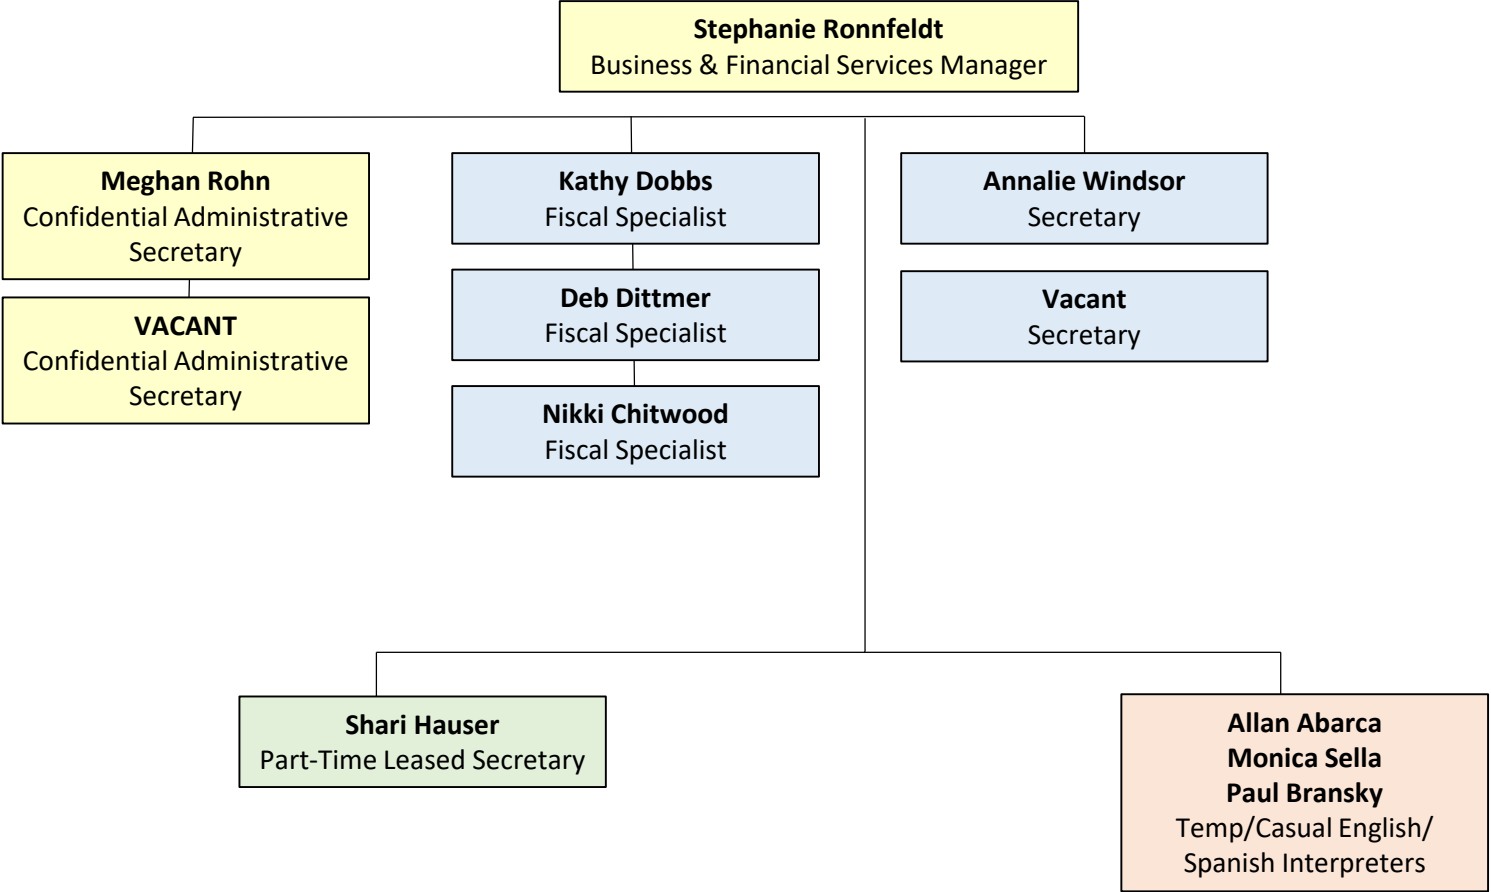 Stephanie Ronnfeldt
Business & Financial Services Manager
Meghan Rohn
Confidential Administrative
Secretary
VACANT
Confidential Administrative
Secretary
Kathy Dobbs
Fiscal Specialist
Deb Dittmer
Fiscal Specialist
Nikki Chitwood
Fiscal Specialist
Annalie Windsor
Secretary
Vacant
Secretary
Shari Hauser
Part-Time Leased Secretary
Allan Abarca
Monica Sella
Paul Bransky
Temp/Casual English/
Spanish Interpreters